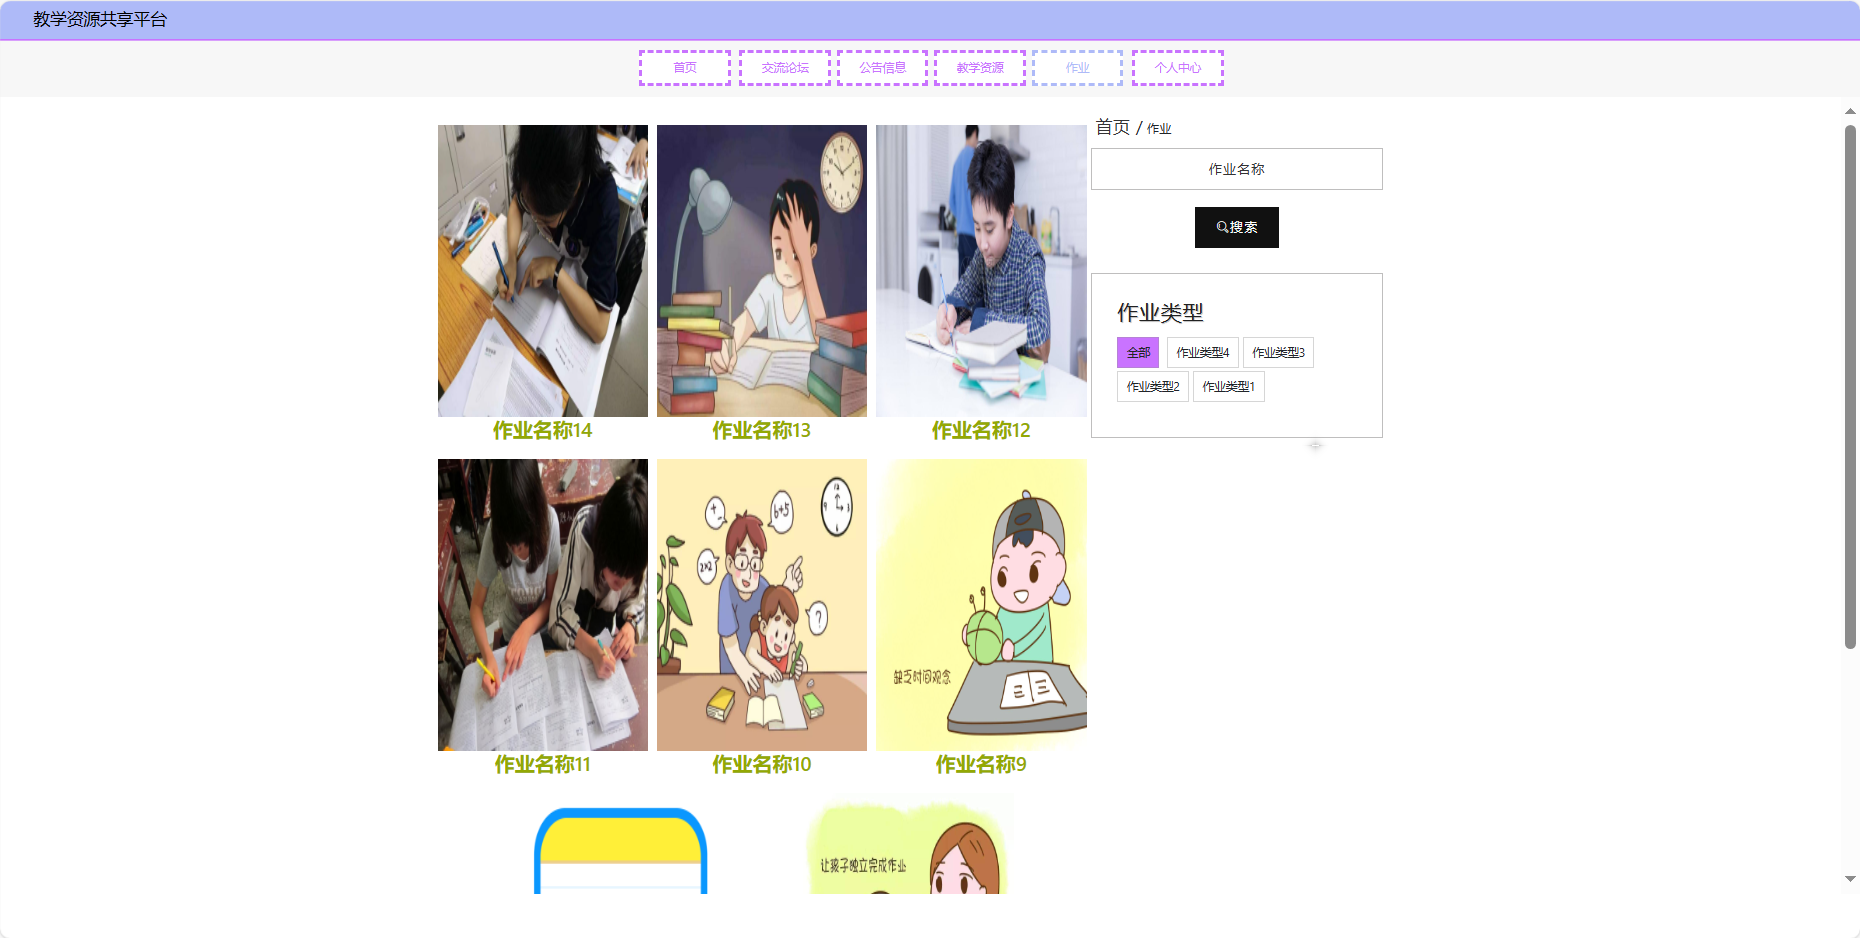 教学资源共享平台
首页 交流论坛 公告信息 教学资源 作业 个人中心
首页 / 作业
作业名称
搜索
作业类型
全部 作业类型4 作业类型3
作业类型2 作业类型1
作业名称14 作业名称13 作业名称12
6+5
2×2
?
缺乏时间观念
作业名称11 作业名称10 作业名称9
让孩子独立完成作业